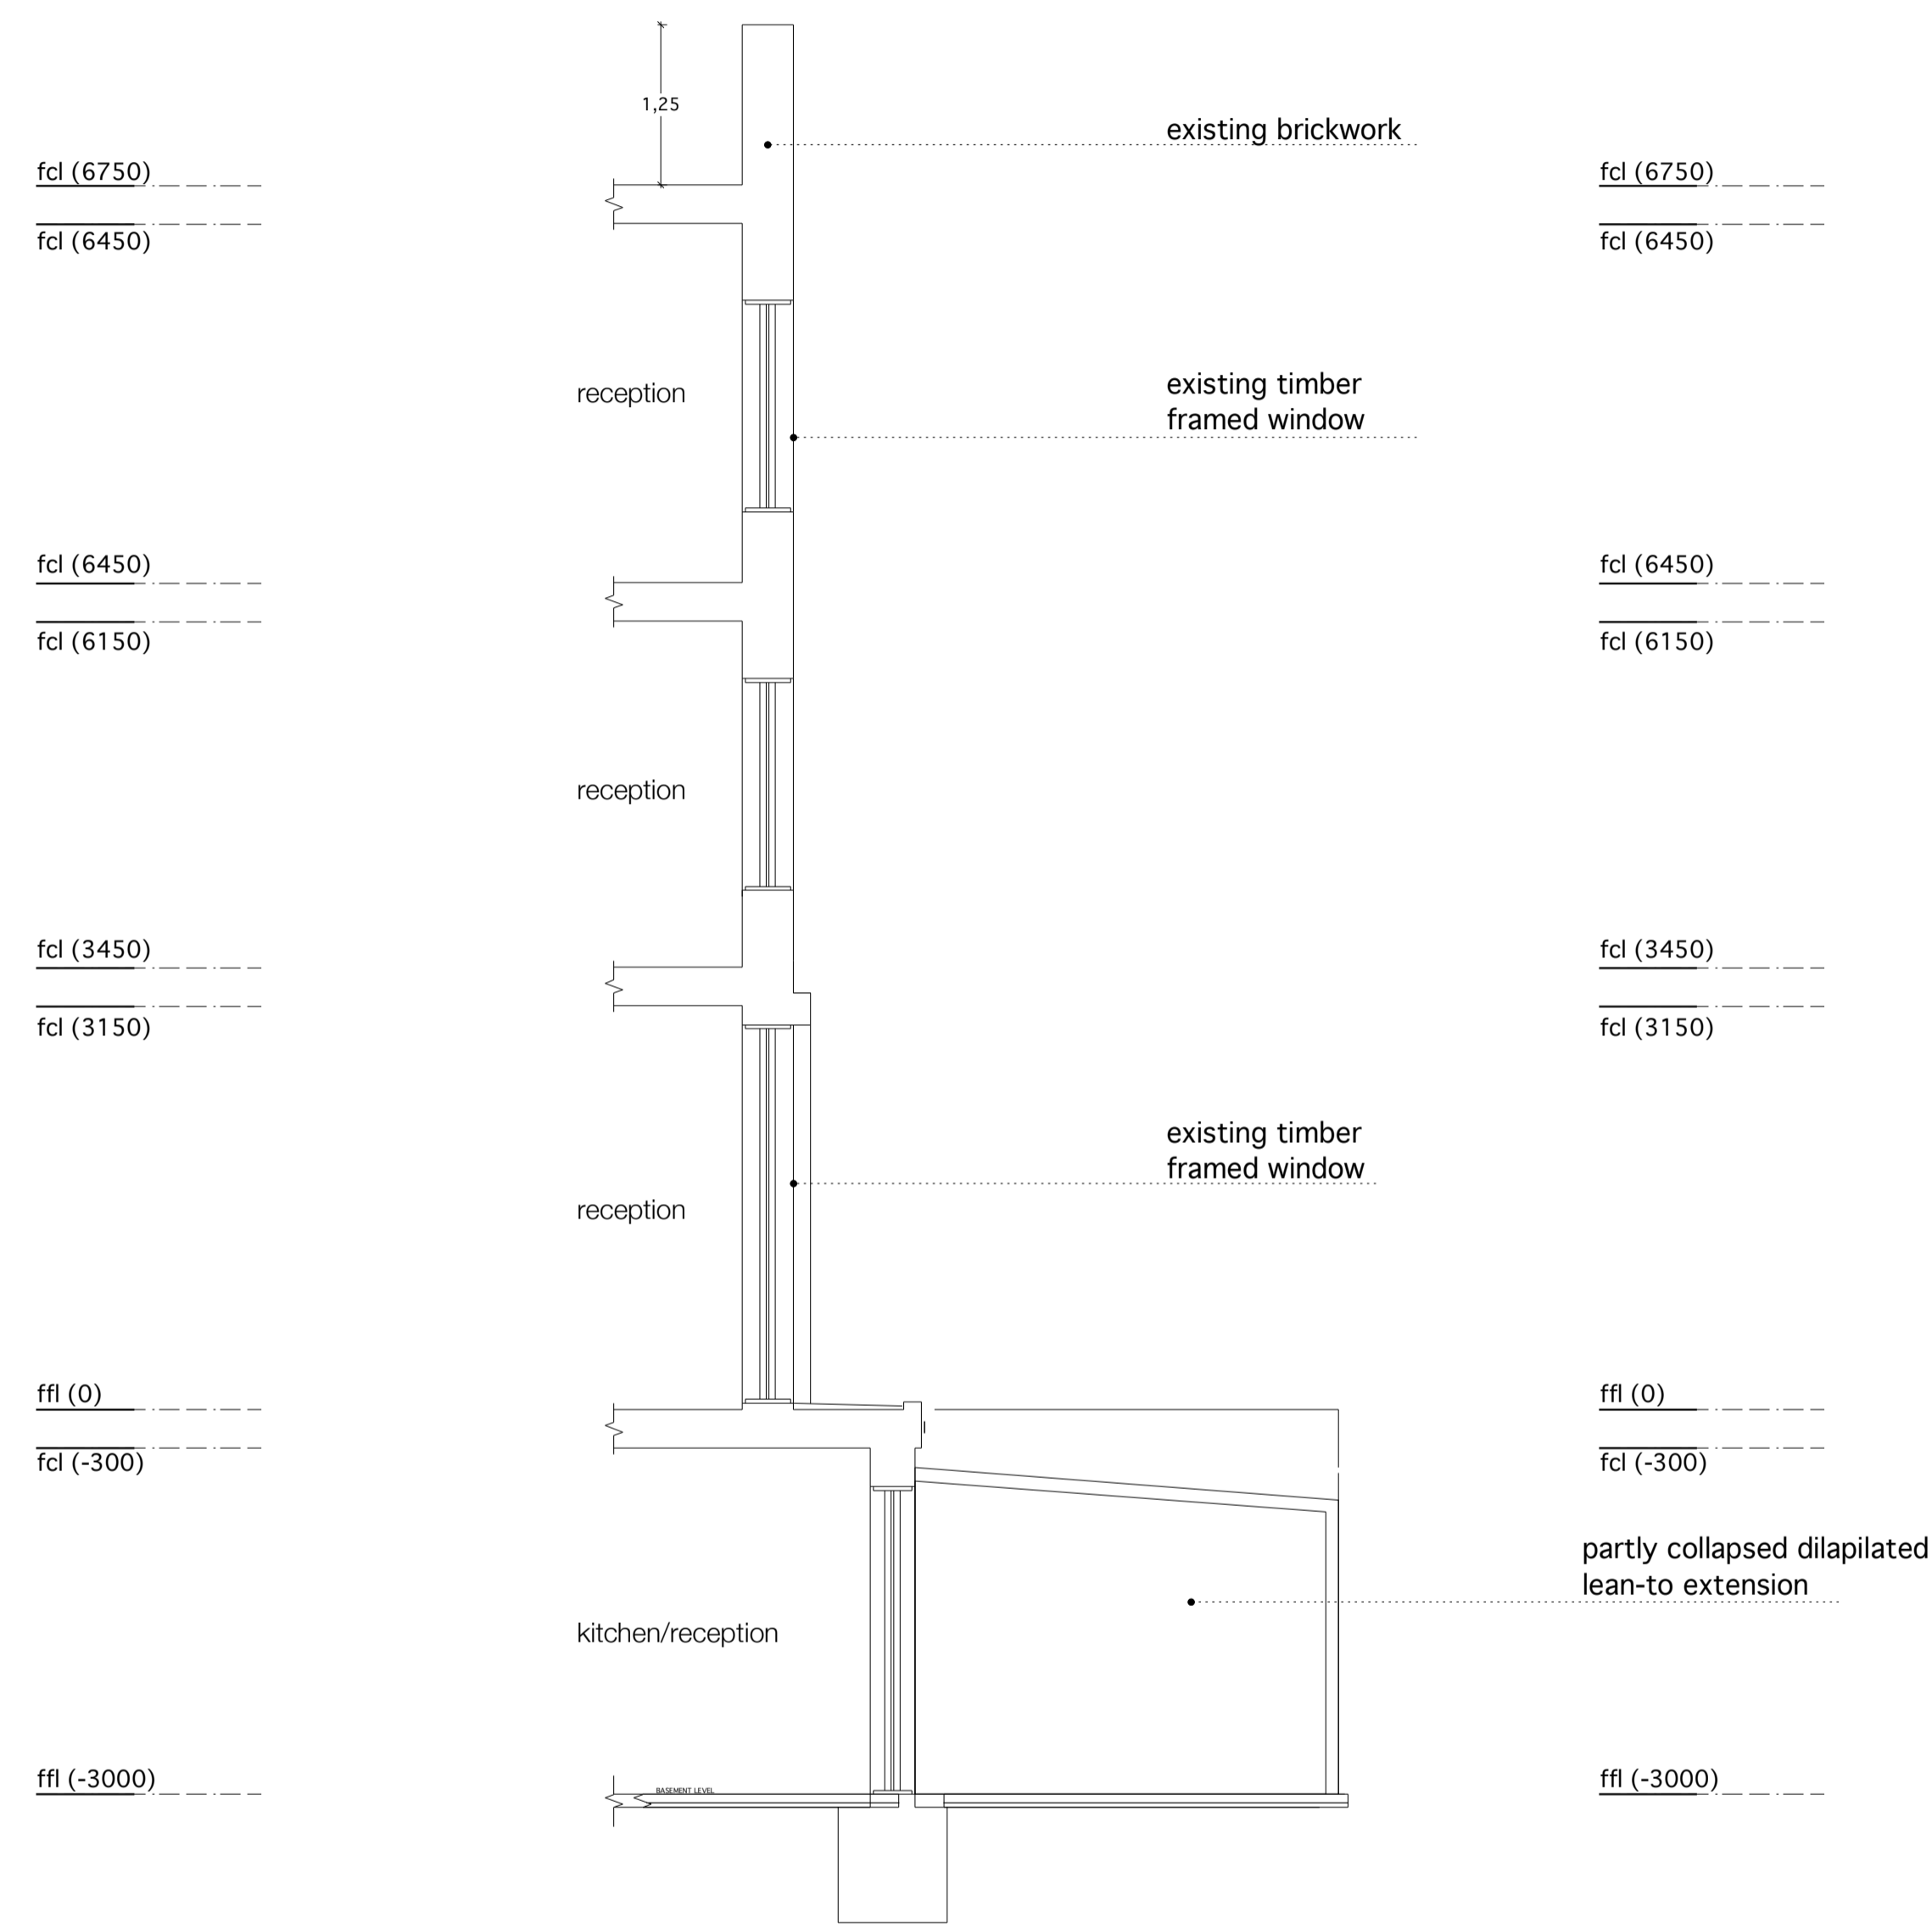 1,25
existing brickwork
fcl (6750)
fcl (6750)
fcl (6450)
fcl (6450)
reception
existing timber
framed window
fcl (6450)
fcl (6450)
fcl (6150)
fcl (6150)
reception
fcl (3450)
fcl (3450)
fcl (3150)
fcl (3150)
existing timber
framed window
reception
ffl (0)
ffl (0)
fcl (-300)
fcl (-300)
partly collapsed dilapilated
lean-to extension
kitchen/reception
ffl (-3000)
BASEMENT LEVEL
ffl (-3000)